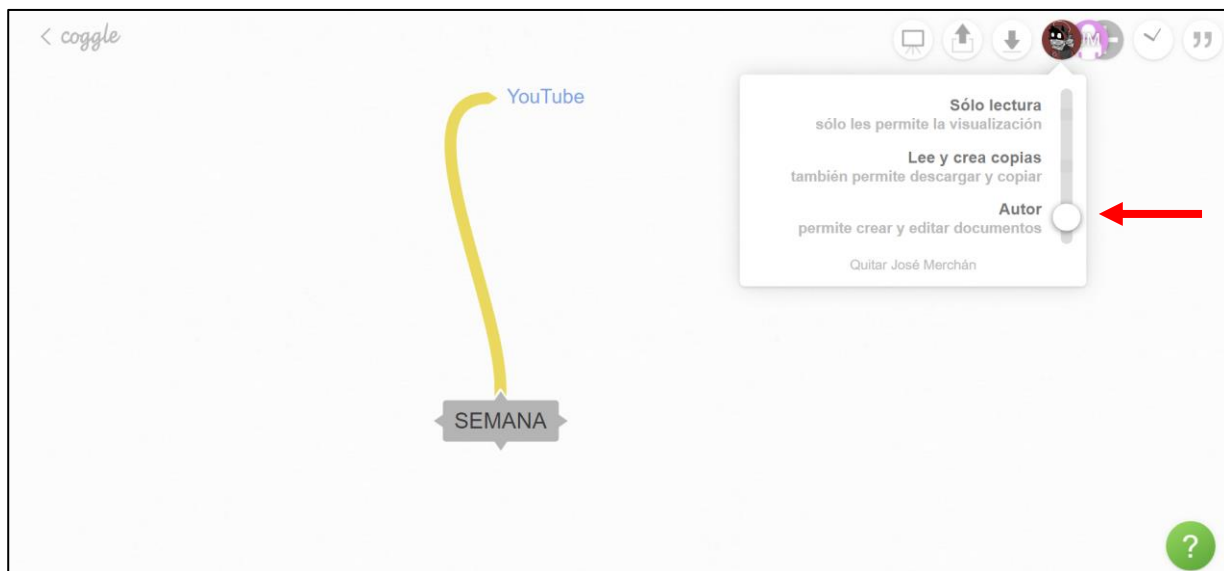 < coggle
YouTube
Sólo lectura
sólo les permite la visualización
Lee y crea copias
también permite descargar y copiar
Autor
permite crear y editar documentos
Quitar José Merchán
SEMANA
?